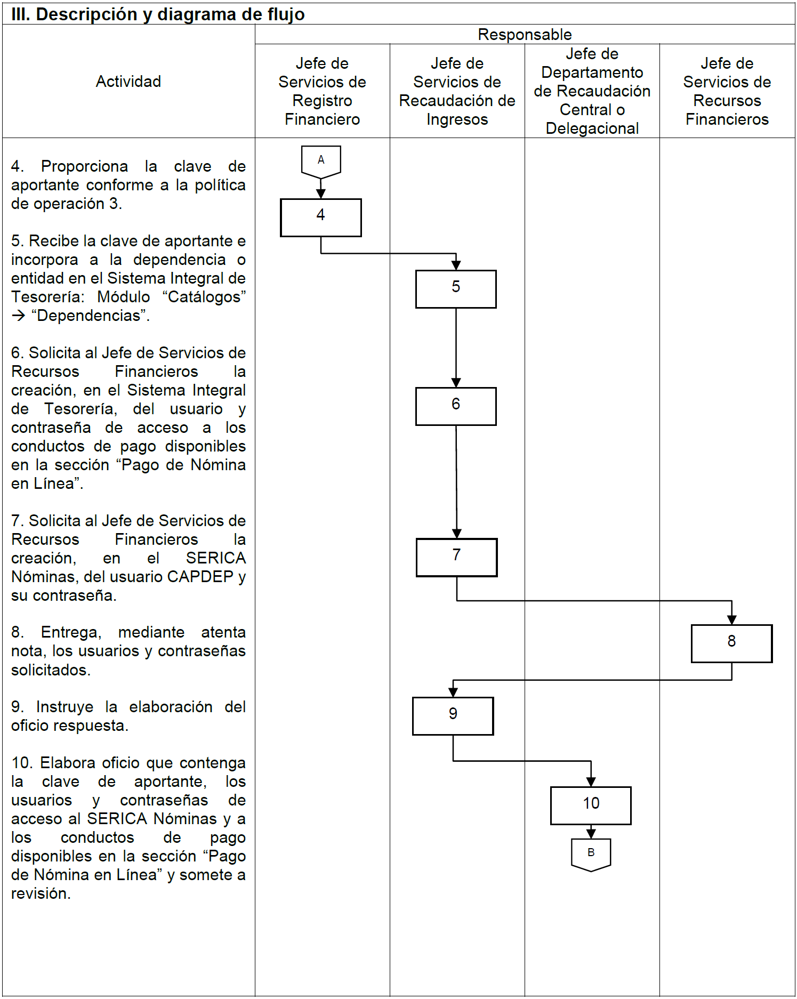 III. Descripción y diagrama de flujo
Actividad
Responsable
Jefe de
Servicios de
Registro
Financiero
Jefe de
Servicios de
Recaudación de
Ingresos
Jefe de
Departamento
de Recaudación
Central o
Delegacional
Jefe de
Servicios de
Recursos
Financieros
4. Proporciona la clave de
aportante conforme a la política
de operación 3.
5. Recibe la clave de aportante e
incorpora a la dependencia o
entidad en el Sistema Integral de
Tesorería: Módulo “Catálogos”
→ “Dependencias”.
6. Solicita al Jefe de Servicios de
Recursos Financieros la
creación, en el Sistema Integral
de Tesorería, del usuario y
contraseña de acceso a los
conductos de pago disponibles
en la sección “Pago de Nómina
en Línea”.
7. Solicita al Jefe de Servicios de
Recursos Financieros la
creación, en el SERICA
Nóminas, del usuario CAPDEP y
su contraseña.
8. Entrega, mediante atenta
nota, los usuarios y contraseñas
solicitados.
9. Instruye la elaboración del
oficio respuesta.
10. Elabora oficio que contenga
la clave de aportante, los
usuarios y contraseñas de
acceso al SERICA Nóminas y a
los conductos de pago
disponibles en la sección “Pago
de Nómina en Línea” y somete a
revisión.
A
4
5
6
7
8
9
10
B